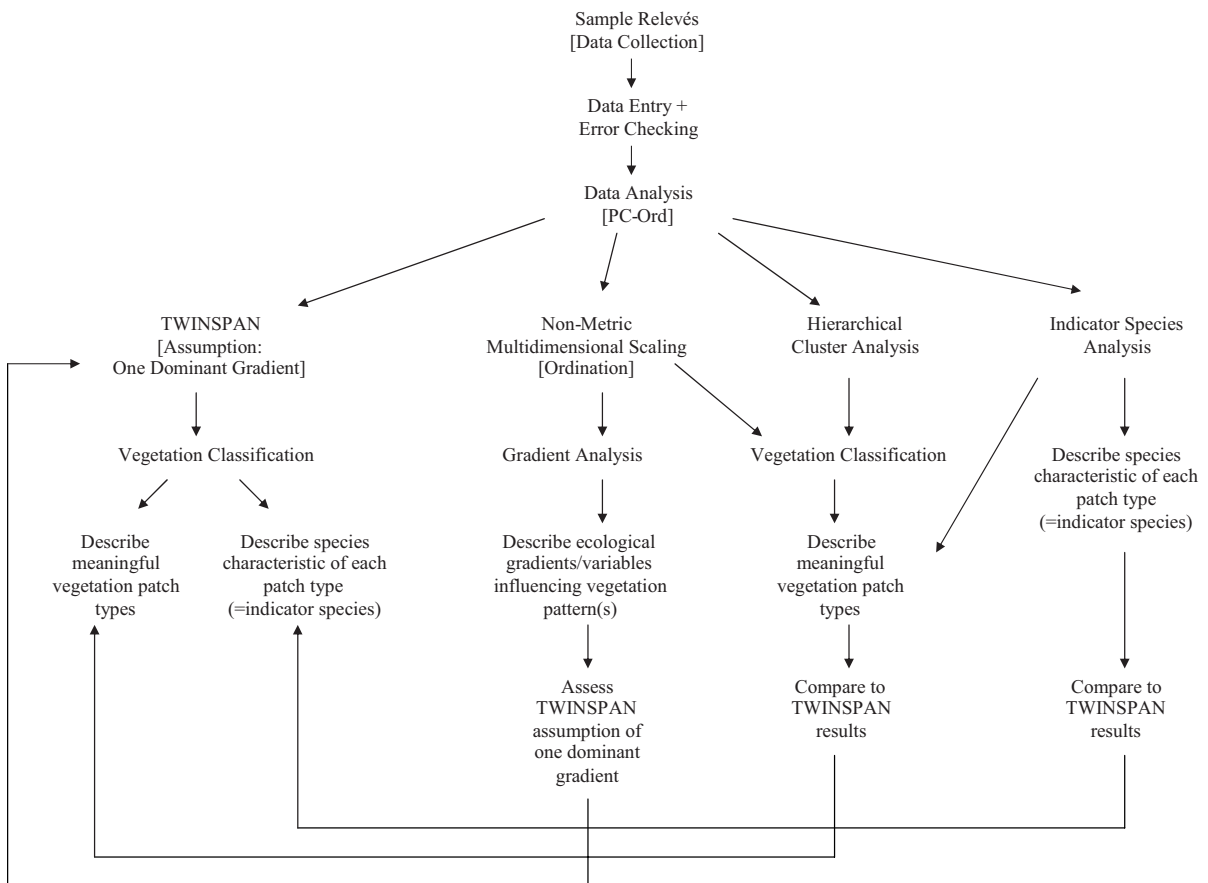 Sample Relevés
[Data Collection]
Data Entry +
Error Checking
Data Analysis
[PC-Ord]
TWINSPAN
[Assumption:
One Dominant Gradient]
Non-Metric
Multidimensional Scaling
[Ordination]
Hierarchical
Cluster Analysis
Indicator Species
Analysis
Vegetation Classification
Gradient Analysis
Vegetation Classification
Describe species
characteristic of each
patch type
(=indicator species)
Describe
meaningful
vegetation patch
types
Describe species
characteristic of each
patch type
(=indicator species)
Describe ecological
gradients/variables
influencing vegetation
pattern(s)
Describe
meaningful
vegetation patch
types
Assess
TWINSPAN
assumption of
one dominant
gradient
Compare to
TWINSPAN
results
Compare to
TWINSPAN
results